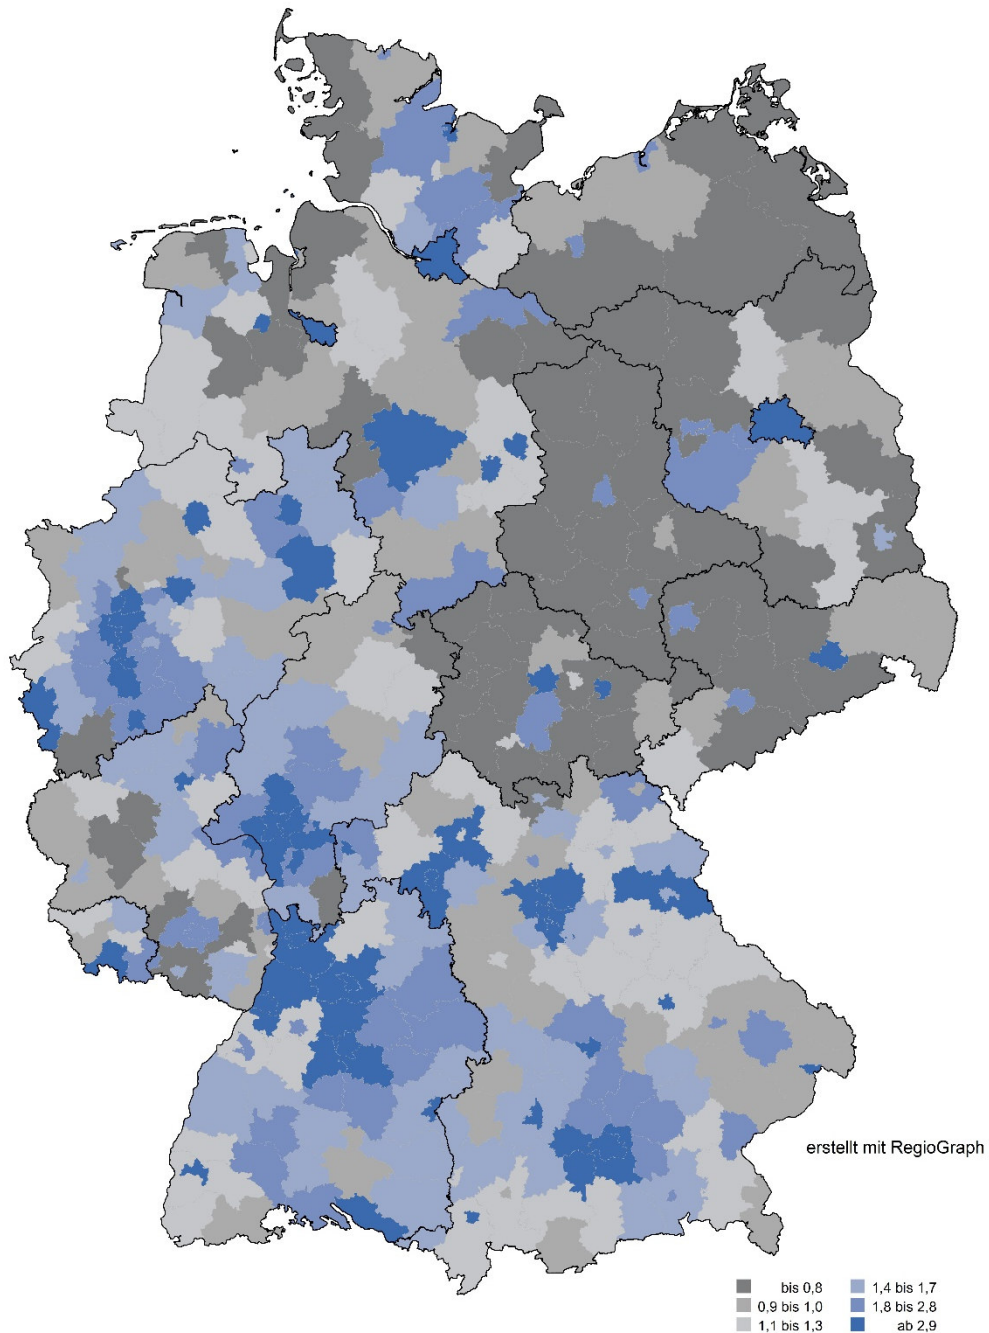 erstellt mit RegioGraph
bis 0,8
0,9 bis 1,0
1,1 bis 1,3
1,4 bis 1,7
1,8 bis 2,8
ab 2,9